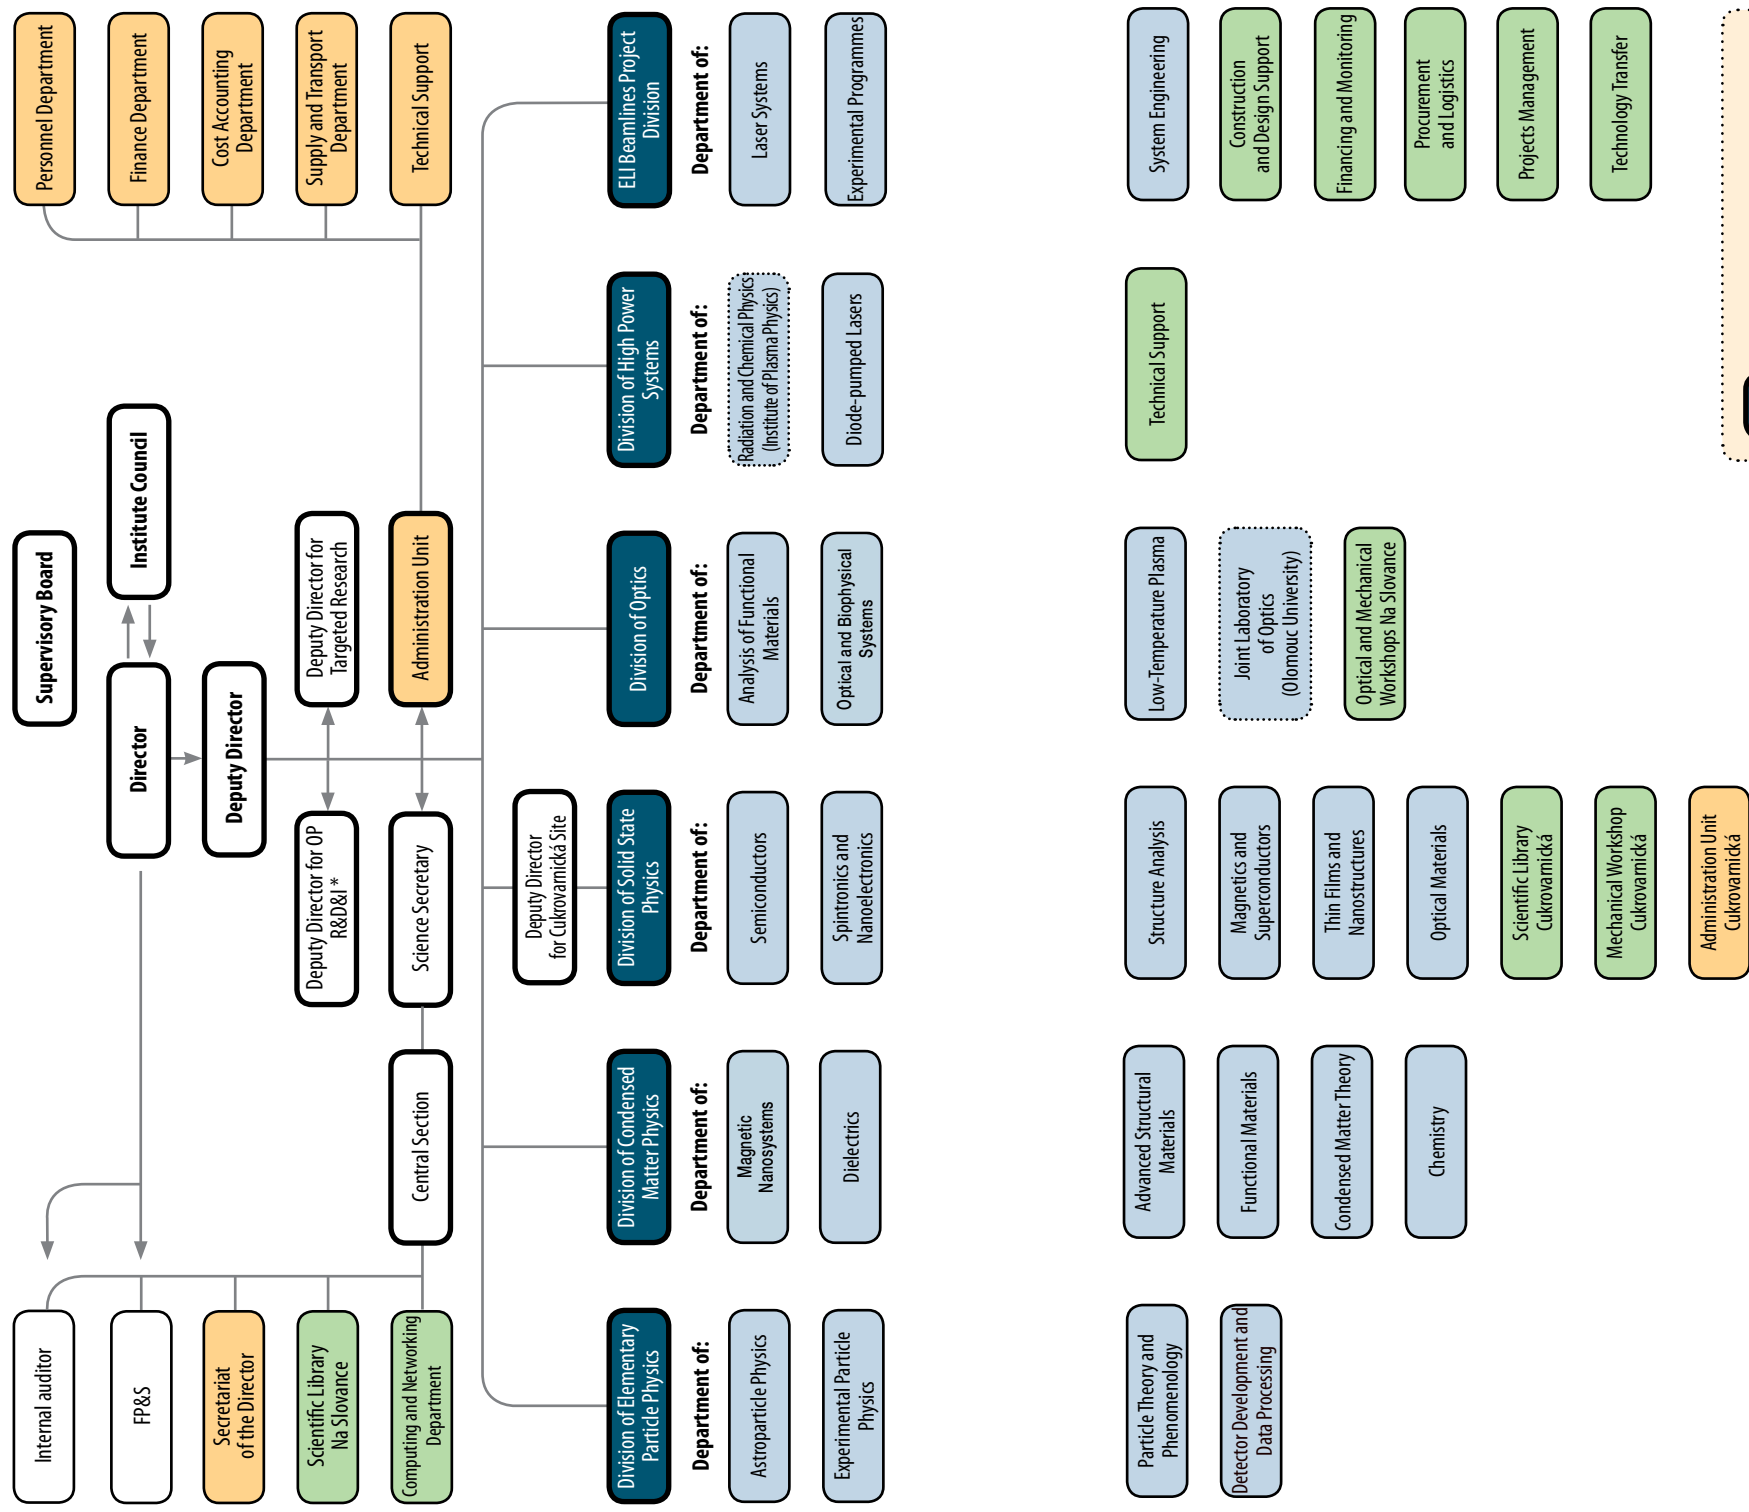 Supervisory Board
Director
Institute Council
Deputy Director
Internal auditor
FP&S
Secretariat
of the Director
Scientific Library
Na Slovance
Computing and Networking
Department
Personnel Department
Finance Department
Cost Accounting
Department
Supply and Transport
Department
Technical Support
Deputy Director for OP
R&D&I *
Deputy Director for
Targeted Research
Central Section
Science Secretary
Administration Unit
Deputy Director
for Cukrovarnická Site
Division of Elementary
Particle Physics
Division of Condensed
Matter Physics
Division of Solid State
Physics
Division of Optics
Division of High Power
Systems
ELI Beamlines Project
Division
Department of:
Department of:
Department of:
Department of:
Department of:
Department of:
Astroparticle Physics
Magnetic
Nanosystems
Semiconductors
Analysis of Functional
Materials
Radiation and Chemical Physics
(Institute of Plasma Physics)
Laser Systems
Experimental Particle
Physics
Dielectrics
Spintronics and
Nanoelectronics
Optical and Biophysical
Systems
Diode-pumped Lasers
Experimental Programmes
Particle Theory and
Phenomenology
Advanced Structural
Materials
Structure Analysis
Low-Temperature Plasma
Technical Support
System Engineering
Detector Development and
Data Processing
Functional Materials
Magnetics and
Superconductors
Joint Laboratory
of Optics
(Olomouc University)
Construction
and Design Support
Condensed Matter Theory
Thin Films and
Nanostructures
Optical and Mechanical
Workshops Na Slovance
Financing and Monitoring
Chemistry
Optical Materials
Procurement
and Logistics
Scientific Library
Cukrovarnická
Projects Management
Mechanical Workshop
Cukrovarnická
Technology Transfer
Administration Unit
Cukrovarnická